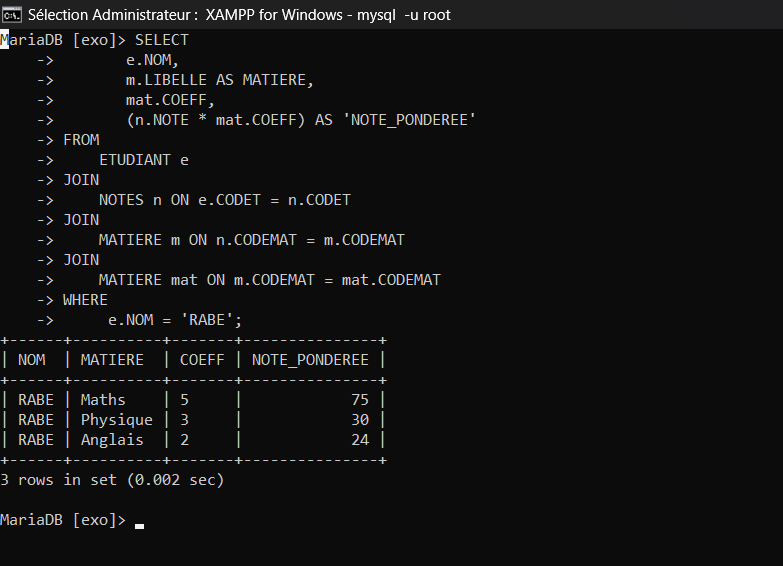 C:\. Sélection Administrateur : XAMPP for Windows - mysql -u root
MariaDB [exo]> SELECT
    ->        e.NOM,
    ->        m.LIBELLE AS MATIERE,
    ->        mat.COEFF,
    ->        (n.NOTE * mat.COEFF) AS 'NOTE_PONDEREE'
    -> FROM
    ->     ETUDIANT e
    -> JOIN
    ->     NOTES n ON e.CODET = n.CODET
    -> JOIN
    ->     MATIERE m ON n.CODEMAT = m.CODEMAT
    -> JOIN
    ->     MATIERE mat ON m.CODEMAT = mat.CODEMAT
    -> WHERE
    ->      e.NOM = 'RABE';
+------+----------+-------+---------------+
| NOM  | MATIERE  | COEFF | NOTE_PONDEREE |
+------+----------+-------+---------------+
| RABE | Maths    | 5     |            75 |
| RABE | Physique | 3     |            30 |
| RABE | Anglais  | 2     |            24 |
+------+----------+-------+---------------+
3 rows in set (0.002 sec)
MariaDB [exo]> _